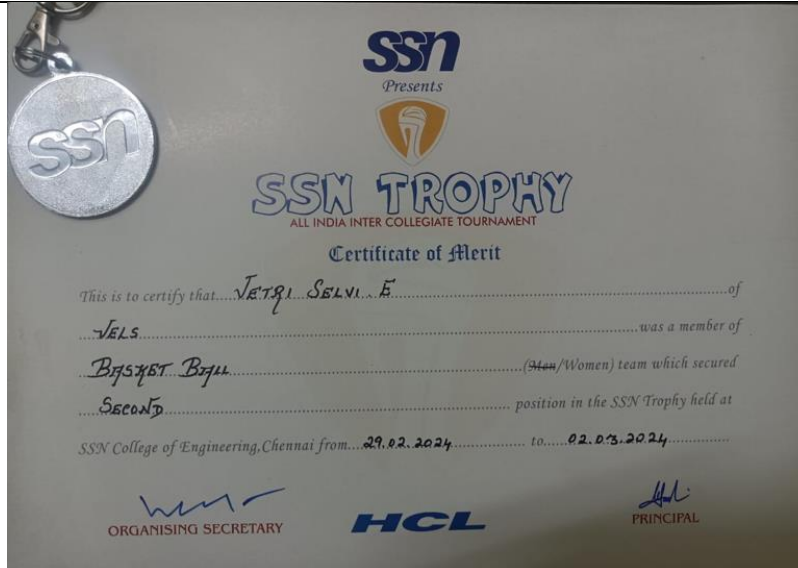 ssn
Presents
ssn
SSN TROPHY
ALL INDIA INTER COLLEGIATE TOURNAMENT
Certificate of Merit
This is to certify that....VETRI SELVI. E..........of
....VELS..........was a member of
....BASKET BALL..........(Men/Women) team which secured
....SECOND.......... position in the SSN Trophy held at
SSN College of Engineering,Chennai from....29.02.2024.......... to....02.03.2024..........
ORGANISING SECRETARY
HCL
PRINCIPAL